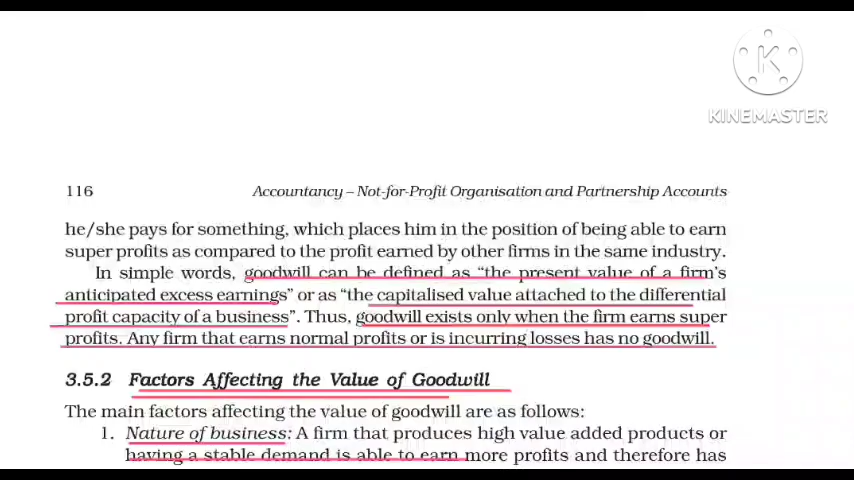 K
KINEMASTER
116 Accountancy – Not-for-Profit Organisation and Partnership Accounts
he/she pays for something, which places him in the position of being able to earn
super profits as compared to the profit earned by other firms in the same industry.
In simple words, goodwill can be defined as “the present value of a firm’s
anticipated excess earnings” or as “the capitalised value attached to the differential
profit capacity of a business”. Thus, goodwill exists only when the firm earns super
profits. Any firm that earns normal profits or is incurring losses has no goodwill.
3.5.2 Factors Affecting the Value of Goodwill
The main factors affecting the value of goodwill are as follows:
1. Nature of business: A firm that produces high value added products or
having a stable demand is able to earn more profits and therefore has